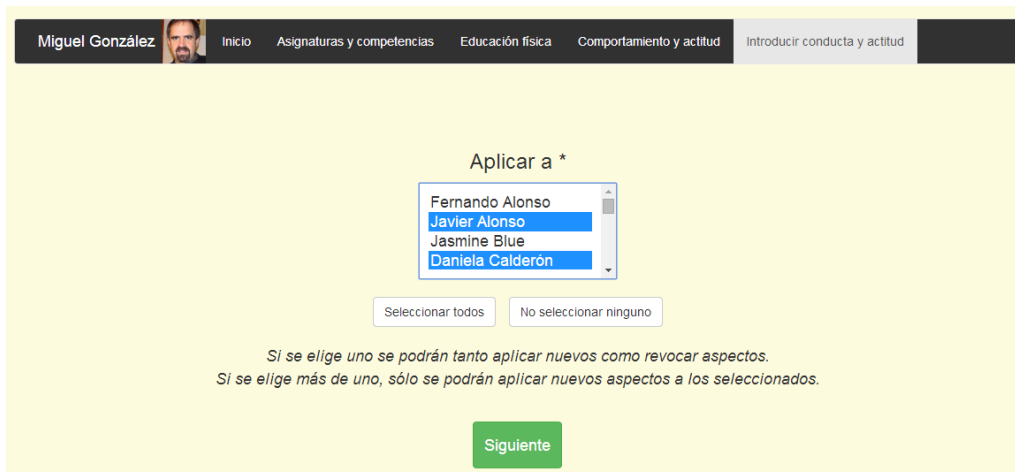 Miguel González Inicio Asignaturas y competencias Educación física Comportamiento y actitud Introducir conducta y actitud
Aplicar a *
Fernando Alonso
Javier Alonso
Jasmine Blue
Daniela Calderón
Seleccionar todos No seleccionar ninguno
Si se elige uno se podrán tanto aplicar nuevos como revocar aspectos.
Si se elige más de uno, sólo se podrán aplicar nuevos aspectos a los seleccionados.
Siguiente